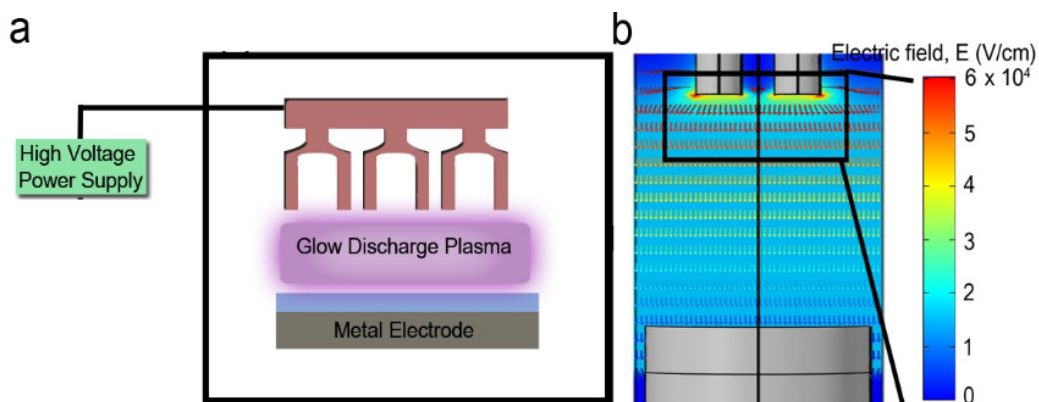 a
b
High Voltage
Power Supply
Glow Discharge Plasma
Metal Electrode
Electric field, E (V/cm)
6 x 10⁴
5
4
3
2
1
0